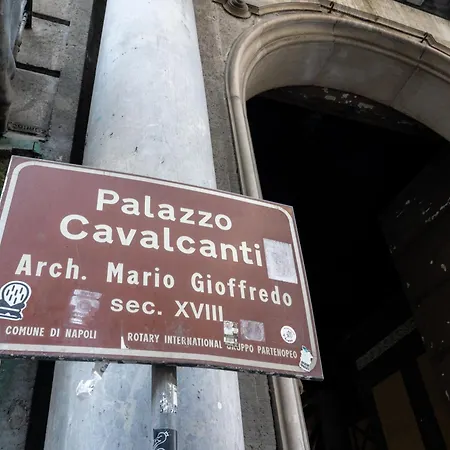 Palazzo
Cavalcanti
Arch. Mario Gioffredo
sec. XVIII
COMUNE DI NAPOLI ROTARY INTERNATIONAL GRUPPO PARTENOPEO